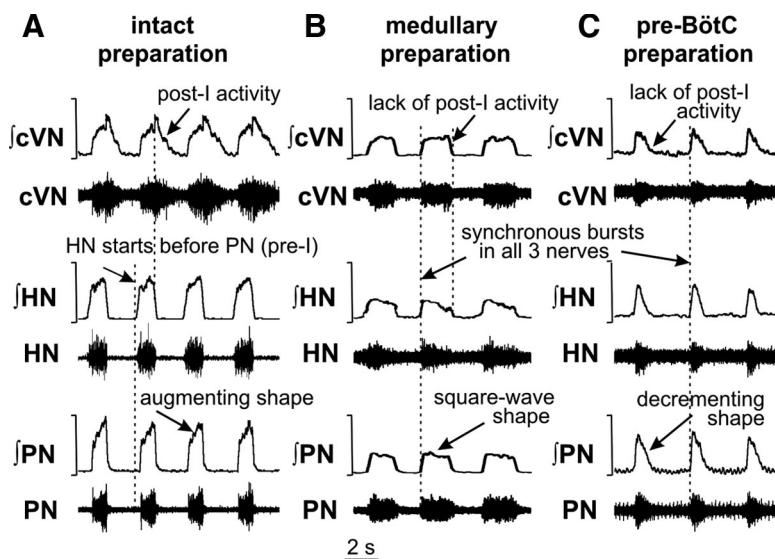 A
intact
preparation
post-I activity
∫cVN
cVN
HN starts before PN (pre-I)
∫HN
HN
augmenting shape
∫PN
PN
B
medullary
preparation
lack of post-I activity
∫cVN
cVN
synchronous bursts
in all 3 nerves
∫HN
HN
square-wave
shape
∫PN
PN
2 s
C
pre-BötC
preparation
lack of post-I
activity
∫cVN
cVN
∫HN
HN
decrementing
shape
∫PN
PN